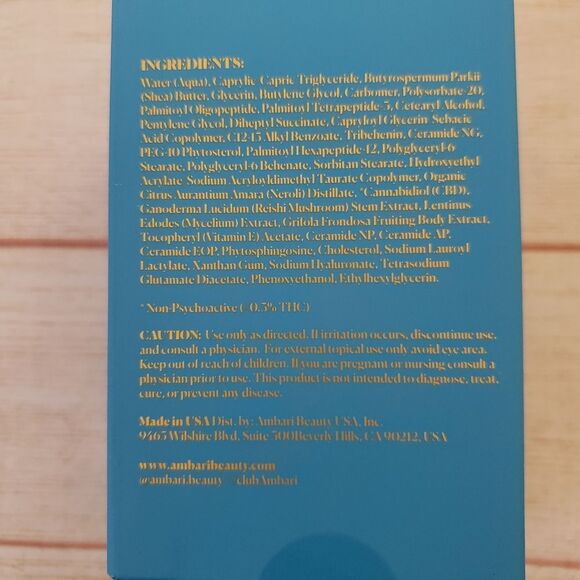 INGREDIENTS:
Water (Aqua), Caprylic-Capric Triglyceride, Butyrospermum Parkii
(Shea) Butter, Glycerin, Butylene Glycol, Carbomer, Polysorbate-20,
Palmitoyl Oligopeptide, Palmitoyl Tetrapeptide-5, Cetearyl Alcohol,
Pentylene Glycol, Diheptyl Succinate, Capryloyl Glycerin-Sebacic
Acid Copolymer, C12-15 Alkyl Benzoate, Tribehenin, Ceramide NG,
PEG-10 Phytosterol, Palmitoyl Hexapeptide-12, Polyglyceryl-6
Stearate, Polyglyceryl-6 Behenate, Sorbitan Stearate, Hydroxyethyl
Acrylate-Sodium Acryloyldimethyl Taurate Copolymer, Organic
Citrus Aurantium Amara (Neroli) Distillate, *Cannabidiol (CBD),
Ganoderma Lucidum (Reishi Mushroom) Stem Extract, Lentinus
Edodes (Mycelium) Extract, Grifola Frondosa Fruiting Body Extract,
Tocopheryl (Vitamin E) Acetate, Ceramide NP, Ceramide AP,
Ceramide EOP, Phytosphingosine, Cholesterol, Sodium Lauroyl
Lactylate, Xanthan Gum, Sodium Hyaluronate, Tetrasodium
Glutamate Diacetate, Phenoxyethanol, Ethylhexylglycerin.
*Non-Psychoactive (<0.3% THC)
CAUTION: Use only as directed. If irritation occurs, discontinue use,
and consult a physician. For external topical use only avoid eye area.
Keep out of reach of children. If you are pregnant or nursing consult a
physician prior to use. This product is not intended to diagnose, treat,
cure, or prevent any disease.
Made in USA Dist. by: Ambari Beauty USA, Inc.
9465 Wilshire Blvd, Suite 300Beverly Hills, CA 90212, USA
www.ambaribeauty.com
@ambari.beauty #clubAmbari